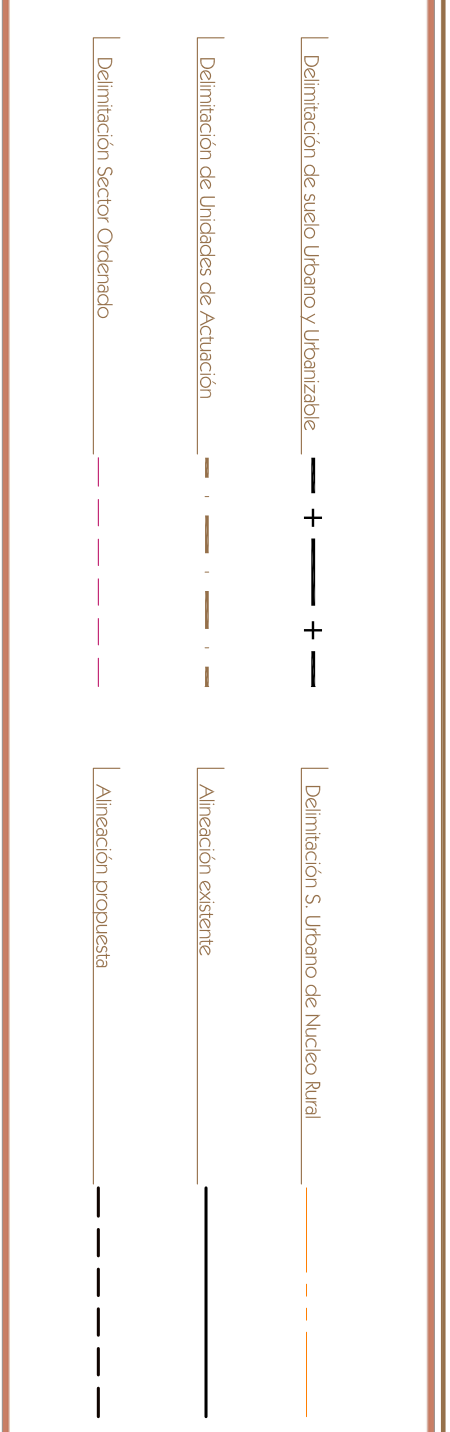 Delimitación de suelo Urbano y Urbanizable
Delimitación S. Urbano de Nucleo Rural
Delimitación de Unidades de Actuación
Alineación existente
Delimitación Sector Ordenado
Alineación propuesta